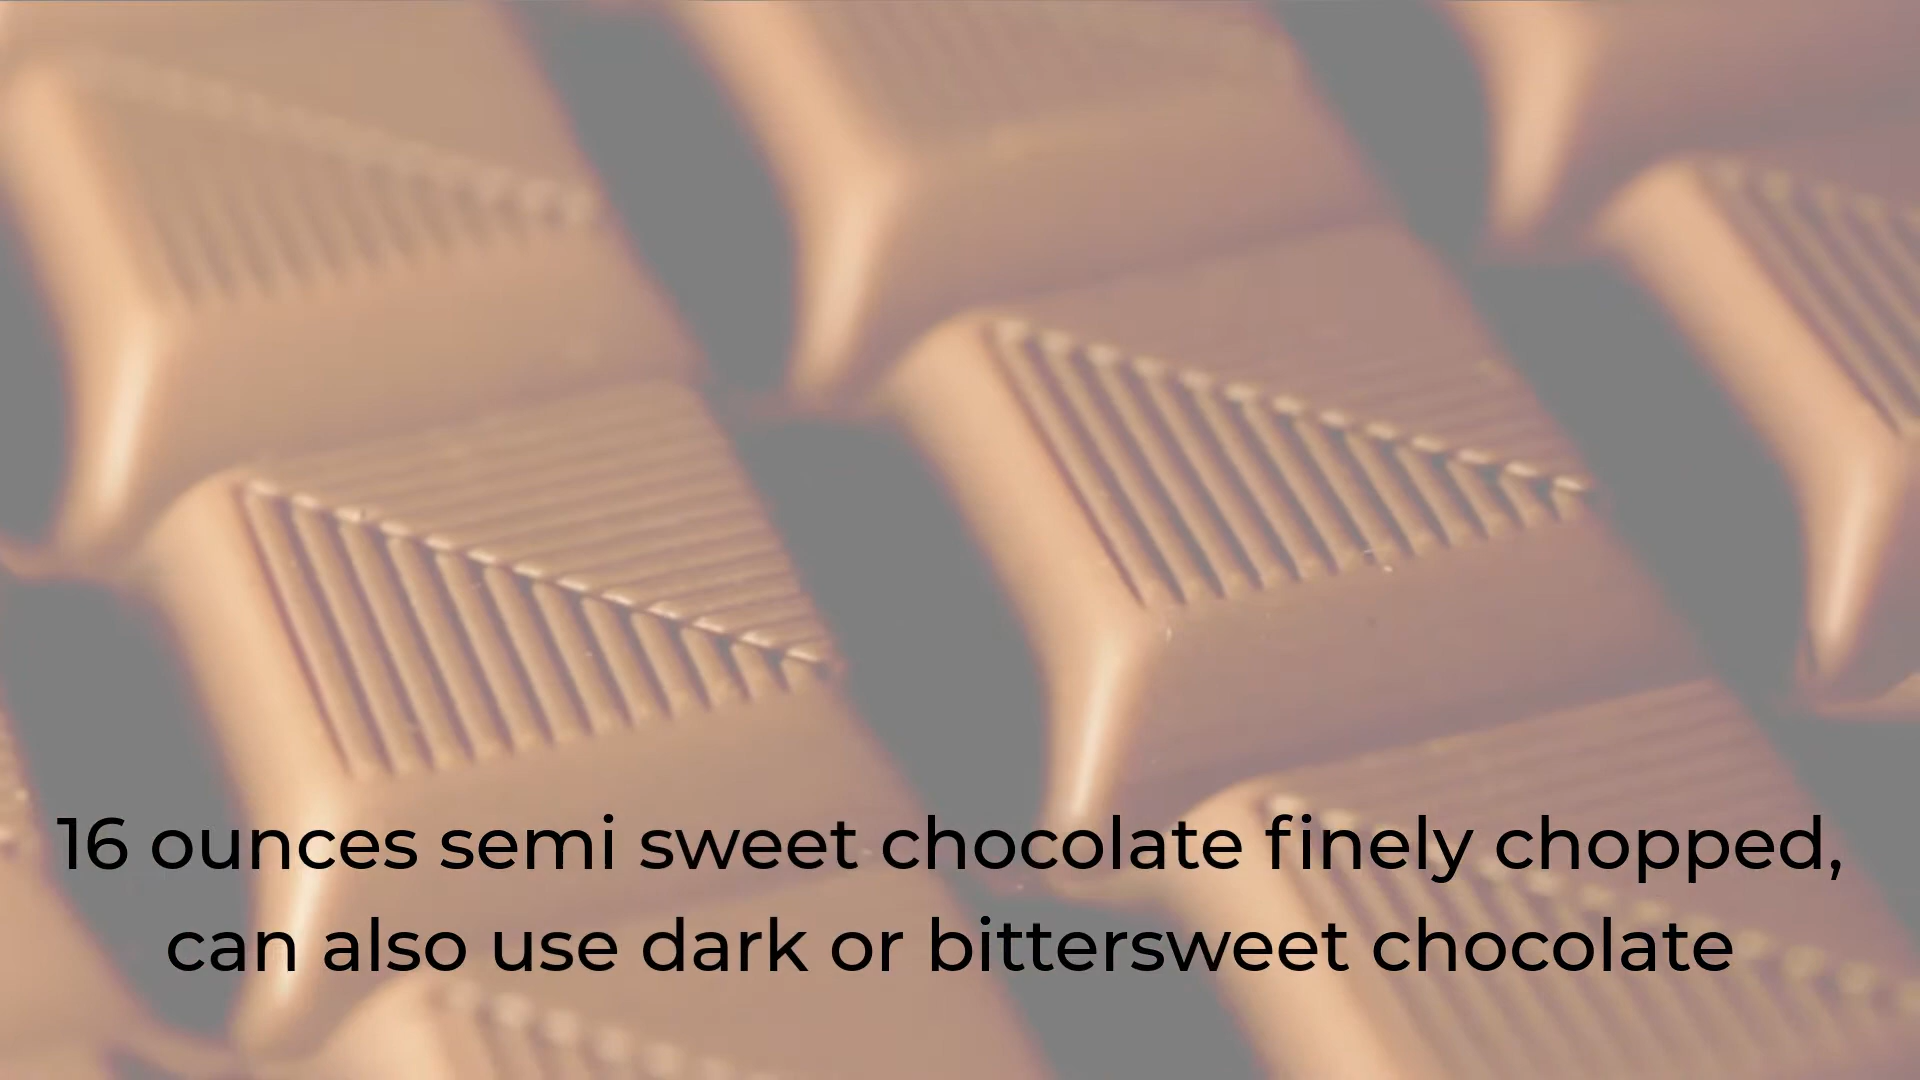 16 ounces semi sweet chocolate finely chopped,
can also use dark or bittersweet chocolate